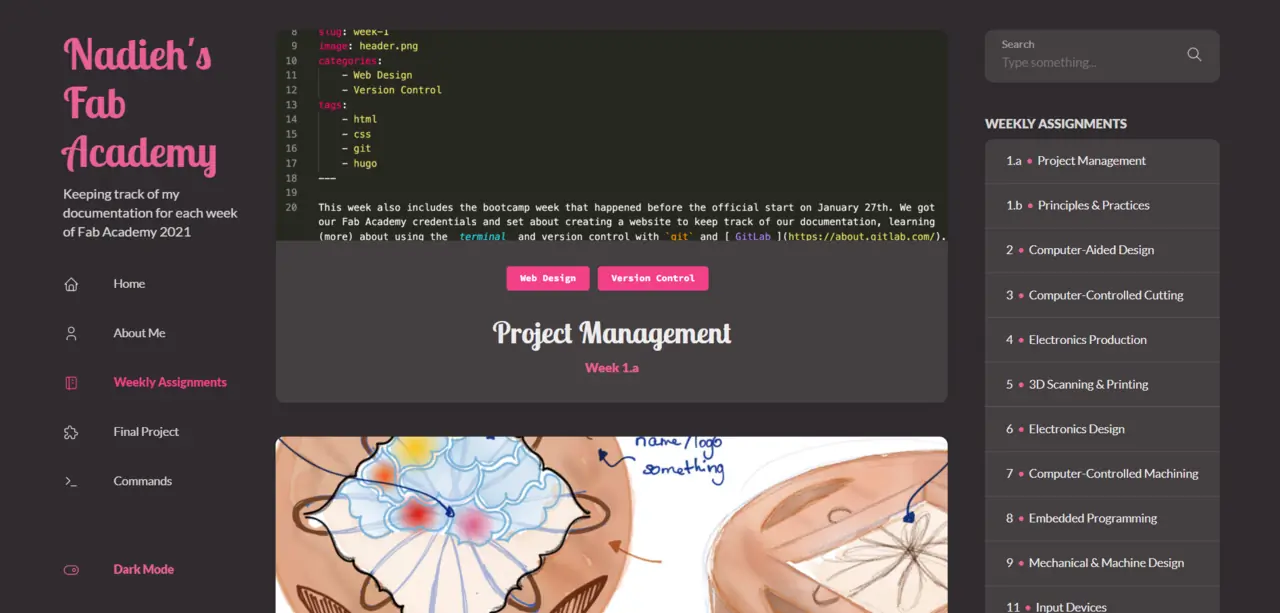 Nadieh's
Fab
Academy
Keeping track of my
documentation for each week
of Fab Academy 2021
Home
About Me
Weekly Assignments
Final Project
Commands
Dark Mode
8 slug: week-1
9 image: header.png
10 categories:
11 - Web Design
12 - Version Control
13 tags:
14 - html
15 - css
16 - git
17 - hugo
18 ---
19
20 This week also includes the bootcamp week that happened before the official start on January 27th. We got
our Fab Academy credentials and set about creating a website to keep track of our documentation, learning
(more) about using the _terminal_ and version control with `git` and [ GitLab ](https://about.gitlab.com/).
Web Design Version Control
Project Management
Week 1.a
name/logo
something
Search
Type something...
WEEKLY ASSIGNMENTS
1.a • Project Management
1.b • Principles & Practices
2 • Computer-Aided Design
3 • Computer-Controlled Cutting
4 • Electronics Production
5 • 3D Scanning & Printing
6 • Electronics Design
7 • Computer-Controlled Machining
8 • Embedded Programming
9 • Mechanical & Machine Design
11 • Input Devices